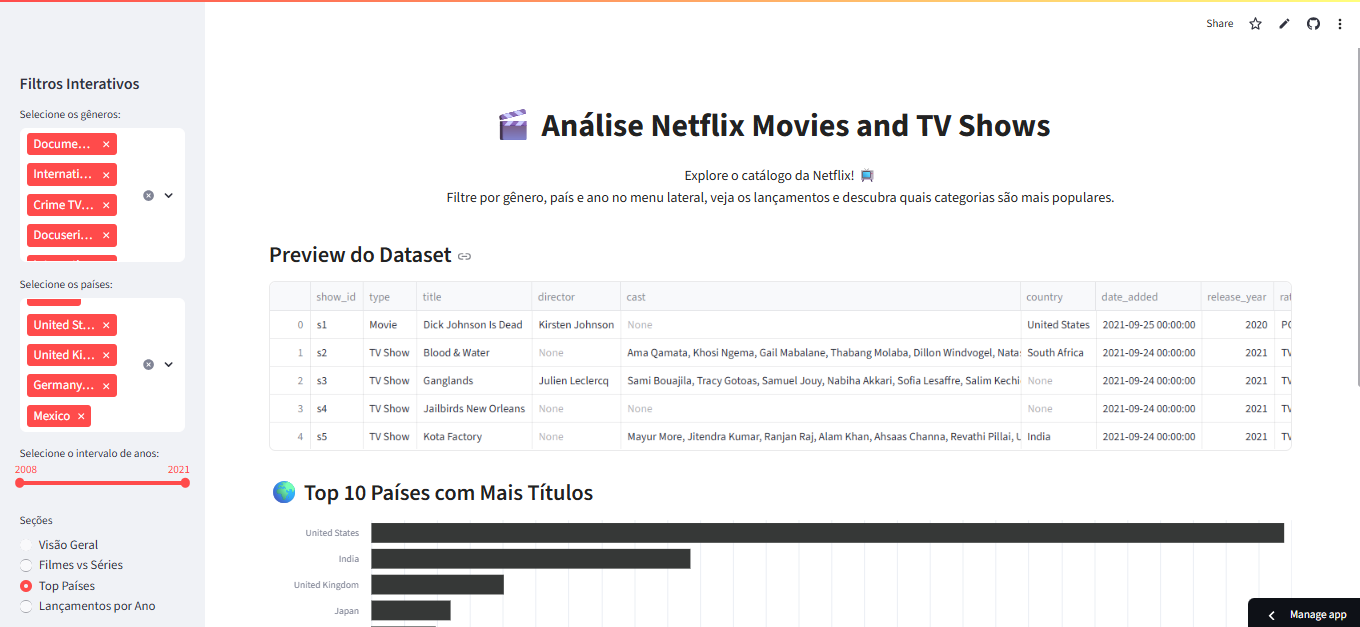 Share
Filtros Interativos
Selecione os gêneros:
Docume...
Internati...
Crime TV...
Docuseri...
Selecione os países:
United St...
United Ki...
Germany...
Mexico
Selecione o intervalo de anos:
2008 2021
Seções
Visão Geral
Filmes vs Séries
Top Países
Lançamentos por Ano
Análise Netflix Movies and TV Shows
Explore o catálogo da Netflix!
Filtre por gênero, país e ano no menu lateral, veja os lançamentos e descubra quais categorias são mais populares.
Preview do Dataset
show_id type title director cast country date_added release_year rat
0 s1 Movie Dick Johnson Is Dead Kirsten Johnson None United States 2021-09-25 00:00:00 2020 PG
1 s2 TV Show Blood & Water None Ama Qamata, Khosi Ngema, Gail Mabalane, Thabang Molaba, Dillon Windvogel, Natas South Africa 2021-09-24 00:00:00 2021 TV
2 s3 TV Show Ganglands Julien Leclercq Sami Bouajila, Tracy Gotoas, Samuel Jouy, Nabiha Akkari, Sofia Lesaffre, Salim Kechi None 2021-09-24 00:00:00 2021 TV
3 s4 TV Show Jailbirds New Orleans None None None 2021-09-24 00:00:00 2021 TV
4 s5 TV Show Kota Factory None Mayur More, Jitendra Kumar, Ranjan Raj, Alam Khan, Ahsaas Channa, Revathi Pillai, U India 2021-09-24 00:00:00 2021 TV
Top 10 Países com Mais Títulos
United States
India
United Kingdom
Japan
Manage app